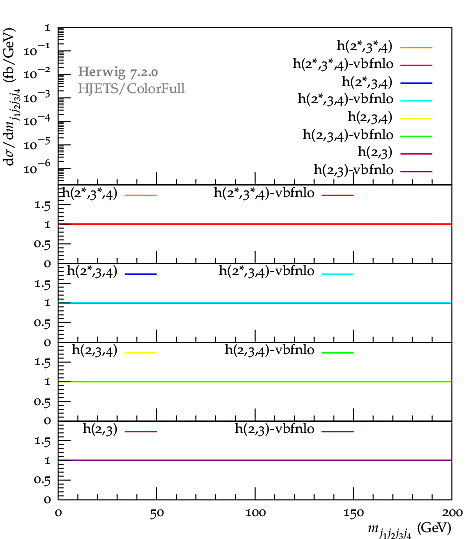 dσ/dm_{j1j2j3j4} (fb/GeV)
1
10⁻¹
10⁻²
10⁻³
10⁻⁴
10⁻⁵
10⁻⁶
Herwig 7.2.0
HJETS/ColorFull
h(2*,3*,4)
h(2*,3*,4)-vbfnlo
h(2*,3,4)
h(2*,3,4)-vbfnlo
h(2,3,4)
h(2,3,4)-vbfnlo
h(2,3)
h(2,3)-vbfnlo
h(2*,3*,4) h(2*,3*,4)-vbfnlo
1.5
1
0.5
0
h(2*,3,4) h(2*,3,4)-vbfnlo
1.5
1
0.5
0
h(2,3,4) h(2,3,4)-vbfnlo
1.5
1
0.5
0
h(2,3) h(2,3)-vbfnlo
1.5
1
0.5
0
0 50 100 150 200
m_{j1j2j3j4} (GeV)